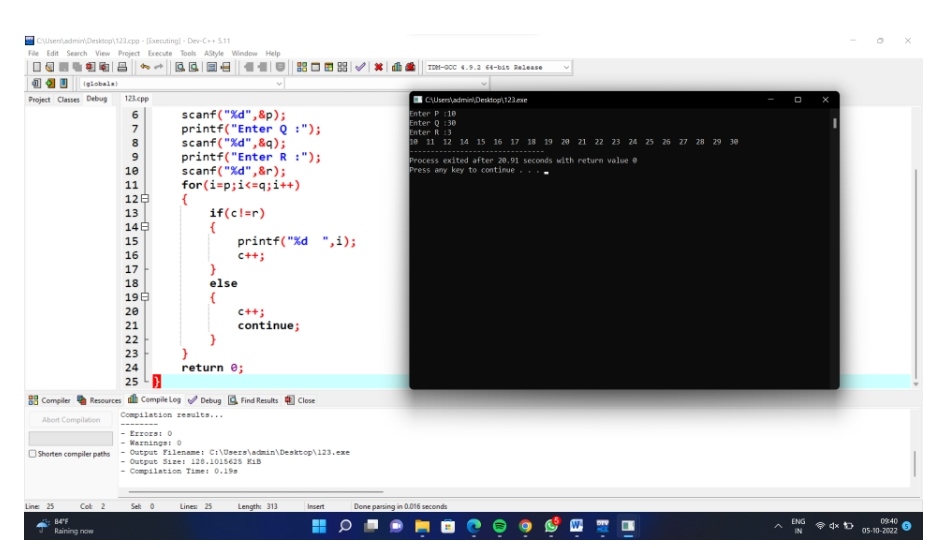 C:\Users\admin\Desktop\123.cpp - [Executing] - Dev-C++ 5.11
File Edit Search View Project Execute Tools AStyle Window Help
TDM-GCC 4.9.2 64-bit Release
(globals)
Project Classes Debug 123.cpp
6 scanf("%d",&p);
7 printf("Enter Q :");
8 scanf("%d",&q);
9 printf("Enter R :");
10 scanf("%d",&r);
11 for(i=p;i<=q;i++)
12 {
13 if(c!=r)
14 {
15 printf("%d  ",i);
16 c++;
17 }
18 else
19 {
20 c++;
21 continue;
22 }
23 }
24 return 0;
25 }
C:\Users\admin\Desktop\123.exe
Enter P :10
Enter Q :30
Enter R :3
10 11 12 14 15 16 17 18 19 20 21 22 23 24 25 26 27 28 29 30
--------------------------------
Process exited after 20.91 seconds with return value 0
Press any key to continue . . .
Compiler Resources Compile Log Debug Find Results Close
Abort Compilation
Shorten compiler paths
Compilation results...
--------
- Errors: 0
- Warnings: 0
- Output Filename: C:\Users\admin\Desktop\123.exe
- Output Size: 128.1015625 KiB
- Compilation Time: 0.19s
Line: 25 Col: 2 Sel: 0 Lines: 25 Length: 313 Insert Done parsing in 0.016 seconds
84°F
Raining now
ENG
IN
09:40
05-10-2022